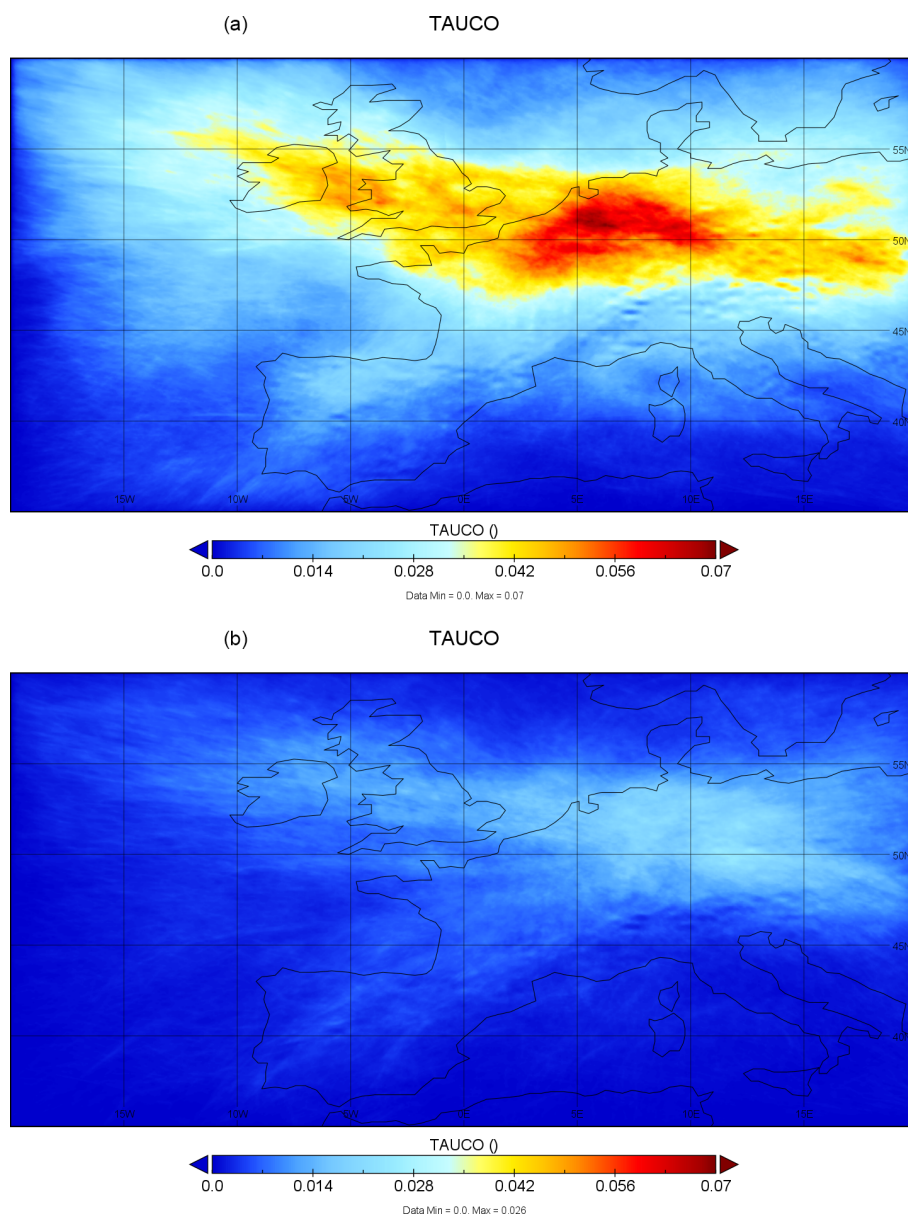 (a) TAUCO
55N
50N
45N
40N
15W 10W 5W 0E 5E 10E 15E
TAUCO ()
0.0 0.014 0.028 0.042 0.056 0.07
Data Min = 0.0. Max = 0.07
(b) TAUCO
55N
50N
45N
40N
15W 10W 5W 0E 5E 10E 15E
TAUCO ()
0.0 0.014 0.028 0.042 0.056 0.07
Data Min = 0.0. Max = 0.026